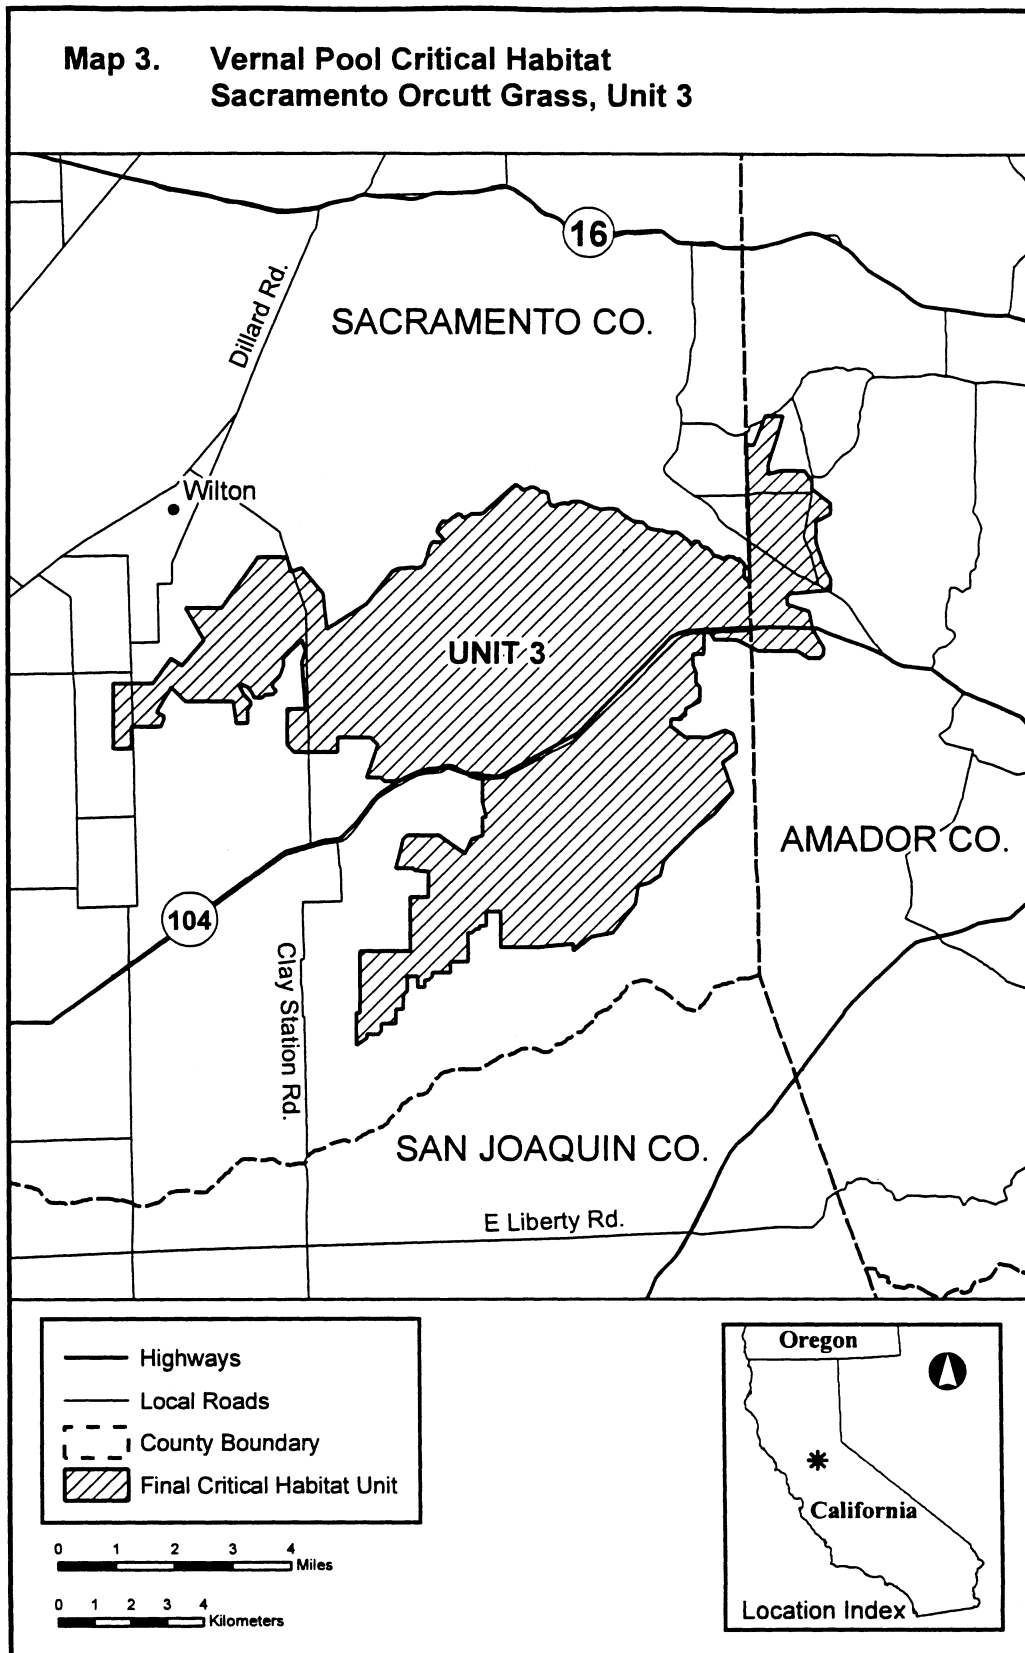 Map 3. Vernal Pool Critical Habitat
Sacramento Orcutt Grass, Unit 3
16
Dillard Rd.
SACRAMENTO CO.
Wilton
UNIT 3
AMADOR CO.
104
Clay Station Rd.
SAN JOAQUIN CO.
E Liberty Rd.
Highways
Local Roads
County Boundary
Final Critical Habitat Unit
0 1 2 3 4
Miles
0 1 2 3 4
Kilometers
Oregon
California
Location Index